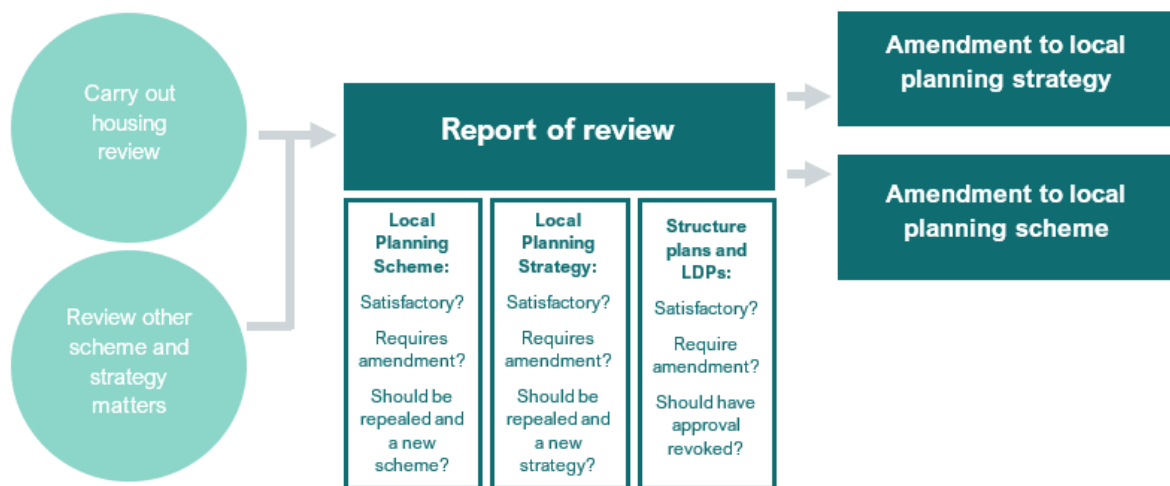 Carry out
housing
review
Review other
scheme and
strategy
matters
Report of review
Local
Planning
Scheme:
Satisfactory?
Requires
amendment?
Should be
repealed and
a new
scheme?
Local
Planning
Strategy:
Satisfactory?
Requires
amendment?
Should be
repealed and
a new
strategy?
Structure
plans and
LDPs:
Satisfactory?
Require
amendment?
Should have
approval
revoked?
Amendment to local
planning strategy
Amendment to local
planning scheme